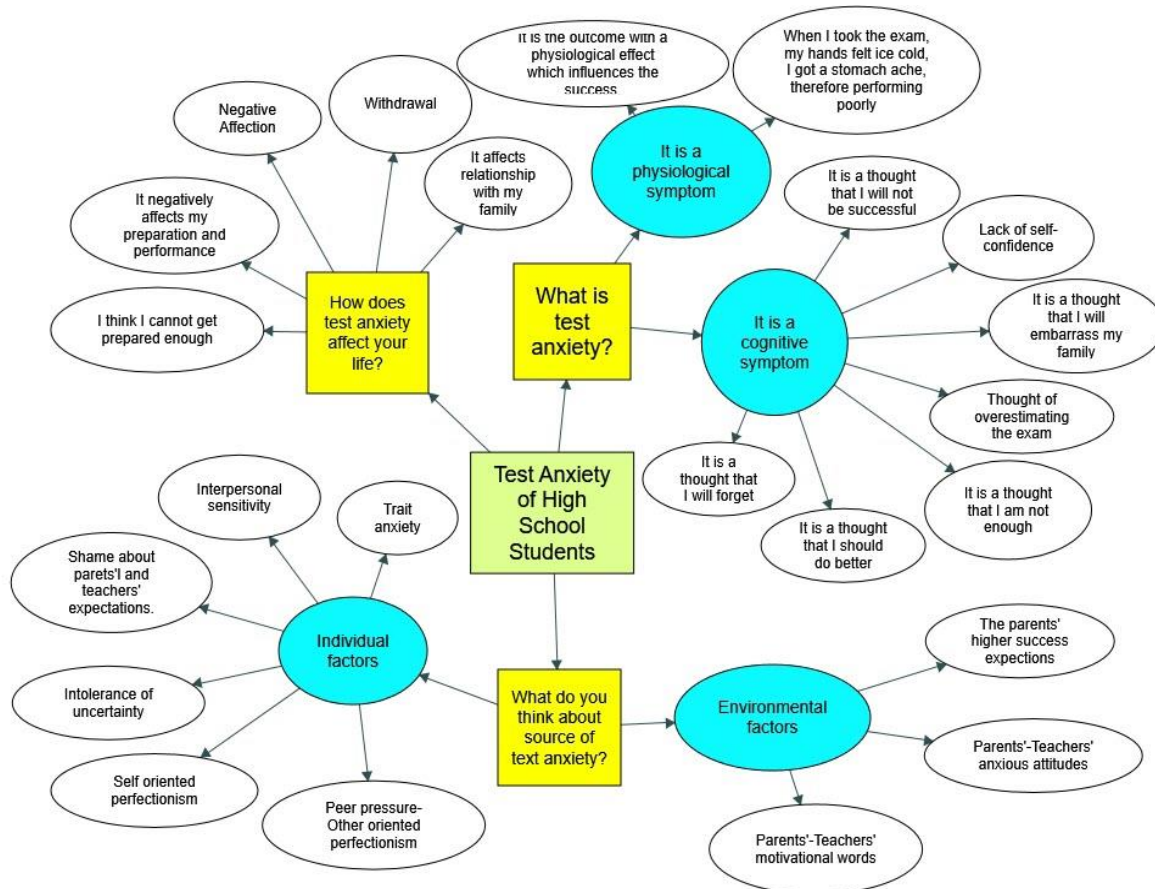 It is the outcome with a
physiological effect
which influences the
success
When I took the exam,
my hands felt ice cold,
I got a stomach ache,
therefore performing
poorly
Negative
Affection
Withdrawal
It affects
relationship
with my
family
It is a
physiological
symptom
It is a thought
that I will not
be successful
It negatively
affects my
preparation and
performance
Lack of self-
confidence
I think I cannot get
prepared enough
How does
test anxiety
affect your
life?
What is
test
anxiety?
It is a
cognitive
symptom
It is a thought
that I will
embarrass my
family
Thought of
overestimating
the exam
It is a
thought that
I will forget
It is a thought
that I am not
enough
It is a thought
that I should
do better
Test Anxiety
of High
School
Students
Interpersonal
sensitivity
Trait
anxiety
Shame about
parets'l and
teachers'
expectations.
Individual
factors
Intolerance of
uncertainty
Self oriented
perfectionism
Peer pressure-
Other oriented
perfectionism
What do you
think about
source of
text anxiety?
Environmental
factors
The parents'
higher success
expections
Parents'-Teachers'
anxious attitudes
Parents'-Teachers'
motivational words